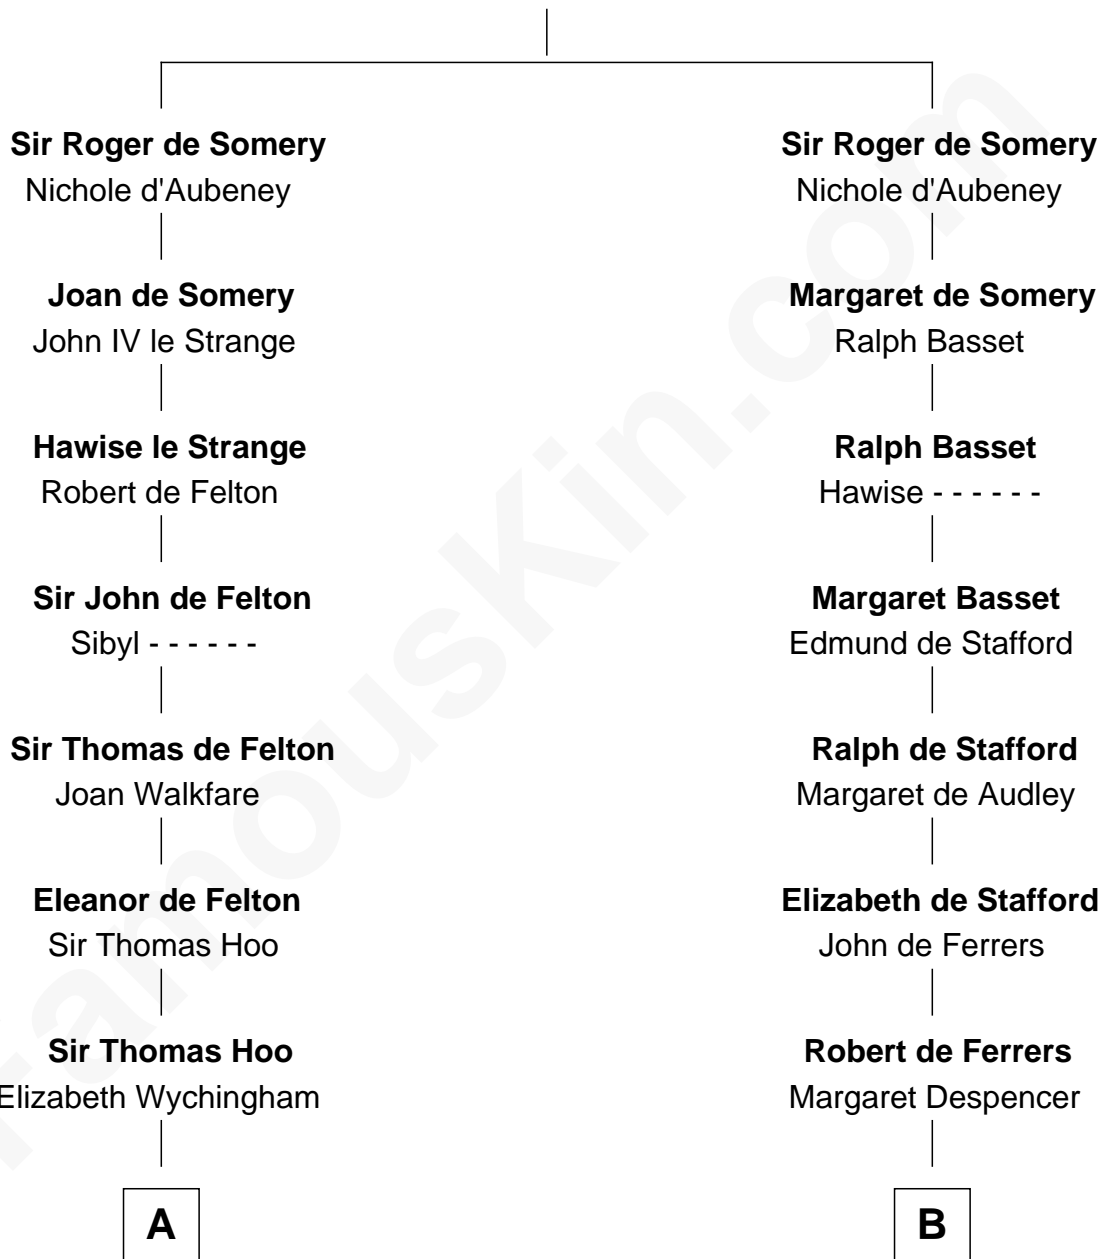 Sir Roger de Somery
Nichole d'Aubeney
Joan de Somery
John IV le Strange
Hawise le Strange
Robert de Felton
Sir John de Felton
Sibyl - - - - - -
Sir Thomas de Felton
Joan Walkfare
Eleanor de Felton
Sir Thomas Hoo
Sir Thomas Hoo
Elizabeth Wychingham
A
Sir Roger de Somery
Nichole d'Aubeney
Margaret de Somery
Ralph Basset
Ralph Basset
Hawise - - - - - -
Margaret Basset
Edmund de Stafford
Ralph de Stafford
Margaret de Audley
Elizabeth de Stafford
John de Ferrers
Robert de Ferrers
Margaret Despencer
B
FamousKin.com